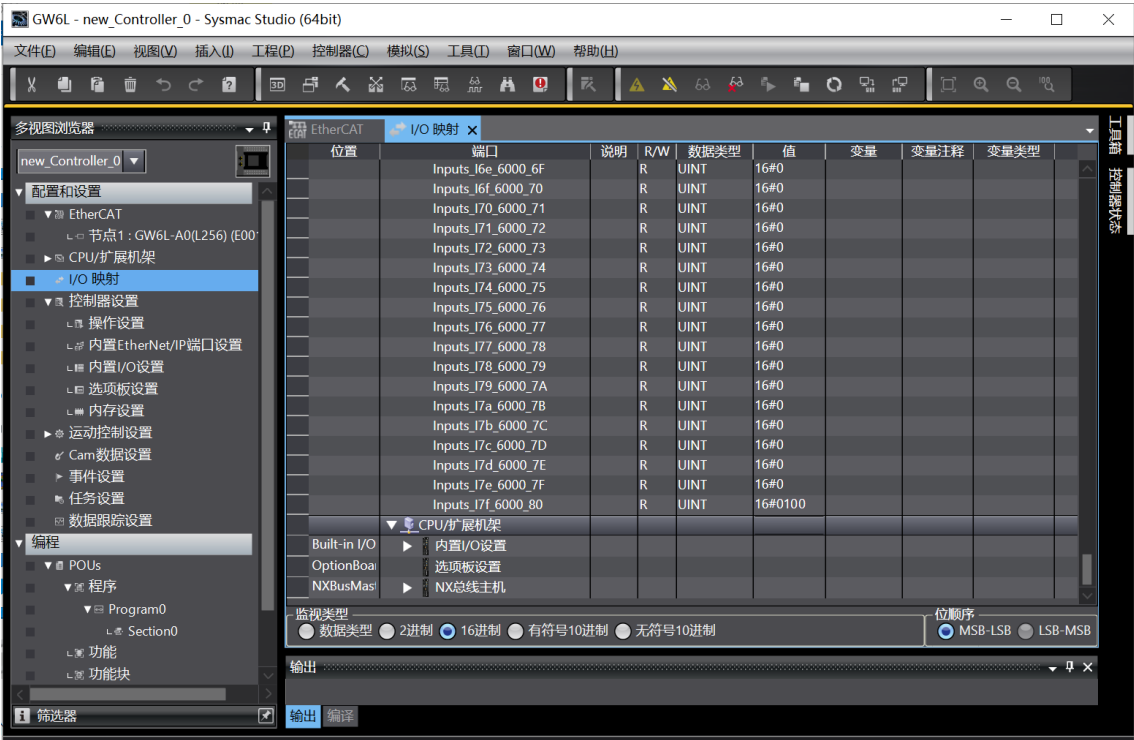 GW6L - new_Controller_0 - Sysmac Studio (64bit)
文件(F) 编辑(E) 视图(V) 插入(I) 工程(P) 控制器(C) 模拟(S) 工具(T) 窗口(W) 帮助(H)
多视图浏览器
new_Controller_0
配置和设置
EtherCAT
节点1 : GW6L-A0(L256) (E00
CPU/扩展机架
I/O 映射
控制器设置
操作设置
内置EtherNet/IP端口设置
内置I/O设置
选项板设置
内存设置
运动控制设置
Cam数据设置
事件设置
任务设置
数据跟踪设置
编程
POUs
程序
Program0
Section0
功能
功能块
筛选器
EtherCAT I/O 映射
位置 端口 说明 R/W 数据类型 值 变量 变量注释 变量类型
Inputs_I6e_6000_6F R UINT 16#0
Inputs_I6f_6000_70 R UINT 16#0
Inputs_I70_6000_71 R UINT 16#0
Inputs_I71_6000_72 R UINT 16#0
Inputs_I72_6000_73 R UINT 16#0
Inputs_I73_6000_74 R UINT 16#0
Inputs_I74_6000_75 R UINT 16#0
Inputs_I75_6000_76 R UINT 16#0
Inputs_I76_6000_77 R UINT 16#0
Inputs_I77_6000_78 R UINT 16#0
Inputs_I78_6000_79 R UINT 16#0
Inputs_I79_6000_7A R UINT 16#0
Inputs_I7a_6000_7B R UINT 16#0
Inputs_I7b_6000_7C R UINT 16#0
Inputs_I7c_6000_7D R UINT 16#0
Inputs_I7d_6000_7E R UINT 16#0
Inputs_I7e_6000_7F R UINT 16#0
Inputs_I7f_6000_80 R UINT 16#0100
CPU/扩展机架
Built-in I/O 内置I/O设置
OptionBoa 选项板设置
NXBusMas NX总线主机
监视类型
数据类型 2进制 16进制 有符号10进制 无符号10进制
位顺序
MSB-LSB LSB-MSB
输出
输出 编译
工具箱
控制器状态